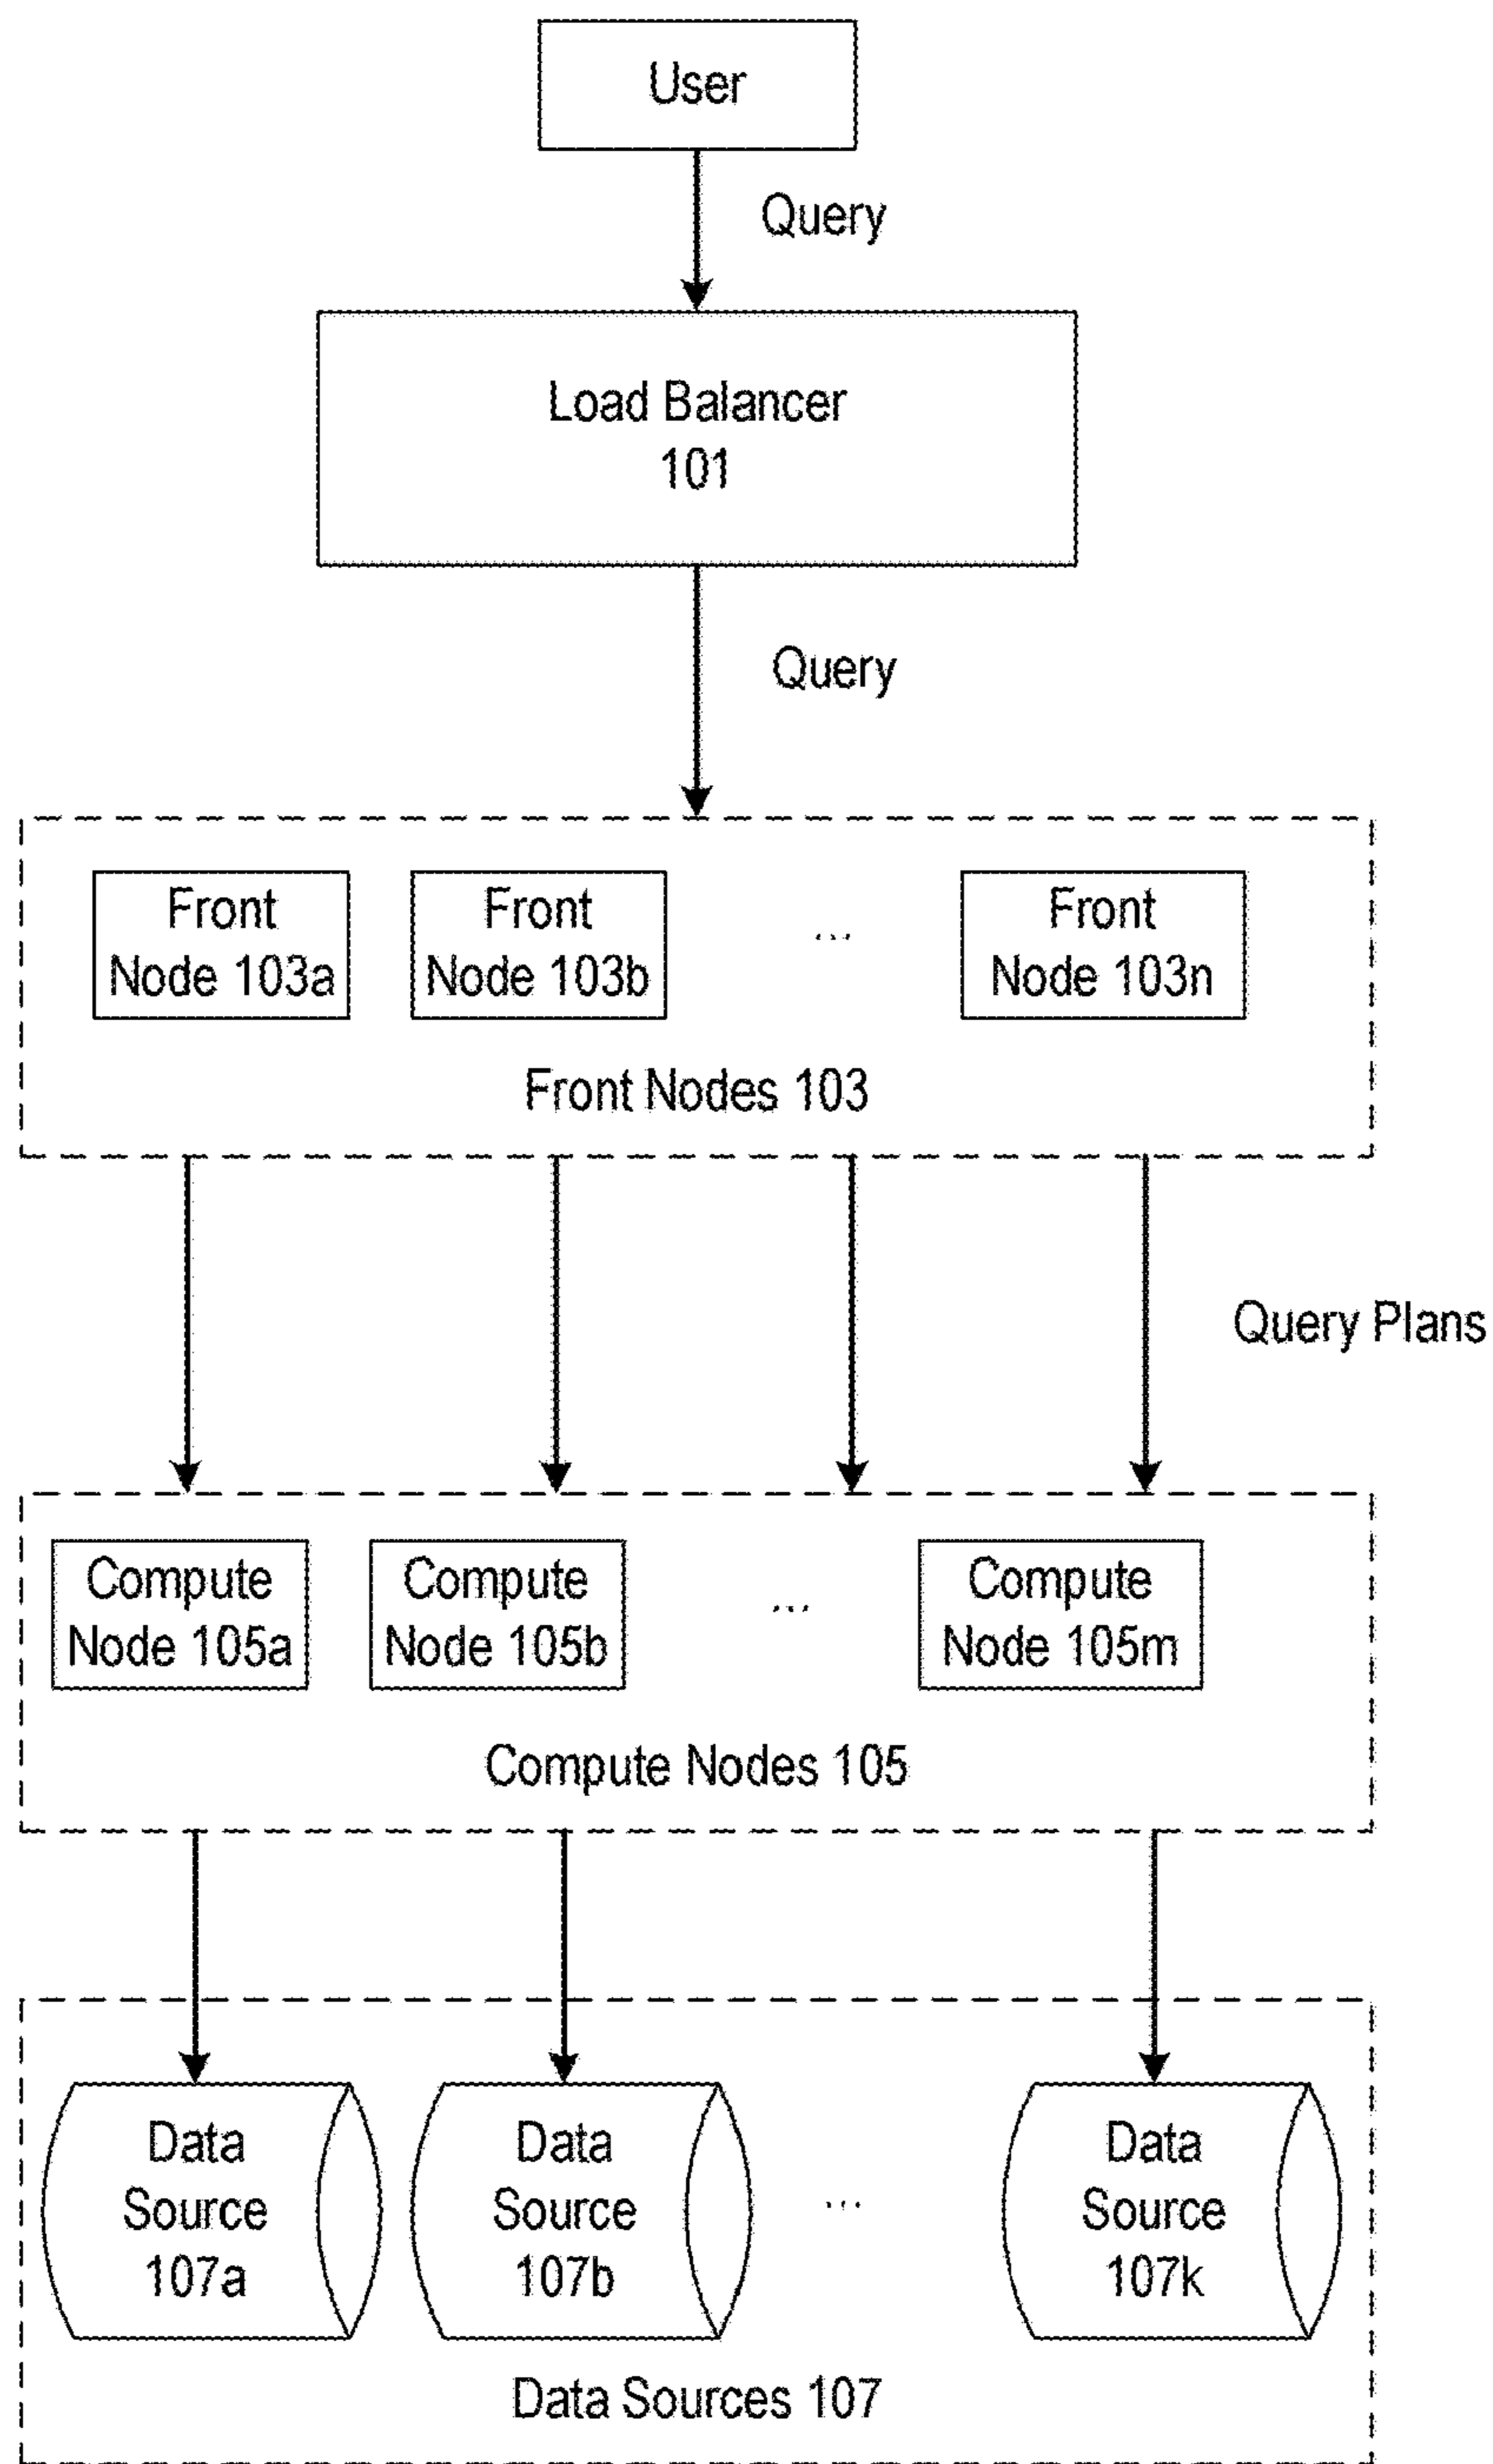 User
Query
Load Balancer
101
Query
Front
Node 103a
Front
Node 103b
...
Front
Node 103n
Front Nodes 103
Query Plans
Compute
Node 105a
Compute
Node 105b
...
Compute
Node 105m
Compute Nodes 105
Data
Source
107a
Data
Source
107b
...
Data
Source
107k
Data Sources 107